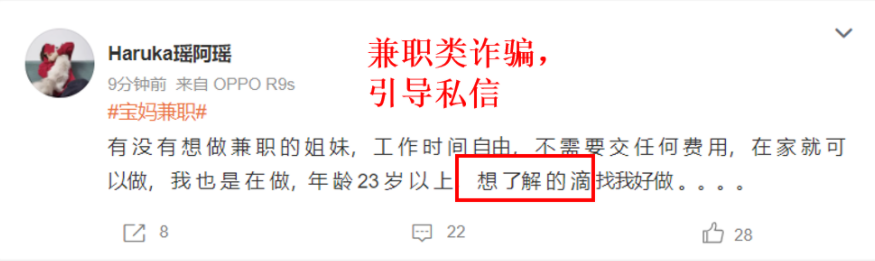 Haruka瑶阿瑶
9分钟前 来自 OPPO R9s
兼职类诈骗，
引导私信
#宝妈兼职#
有没有想做兼职的姐妹，工作时间自由，不需要交任何费用，在家就可
以做，我也是在做，年龄23岁以上 想了解的滴找我好做。。。。
8
22
28